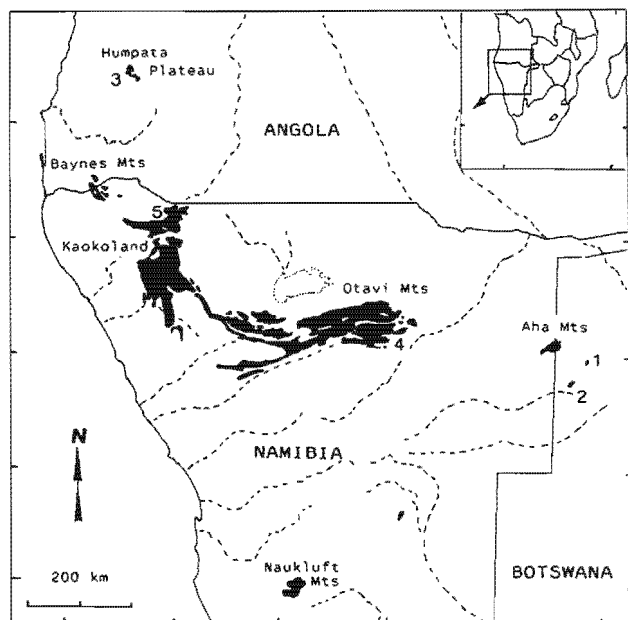 Humpata
Plateau
3
ANGOLA
Baynes Mts
5
Kaokoland
Otavi Mts
4
Aha Mts
1
2
N
NAMIBIA
Naukluft
Mts
200 km
BOTSWANA